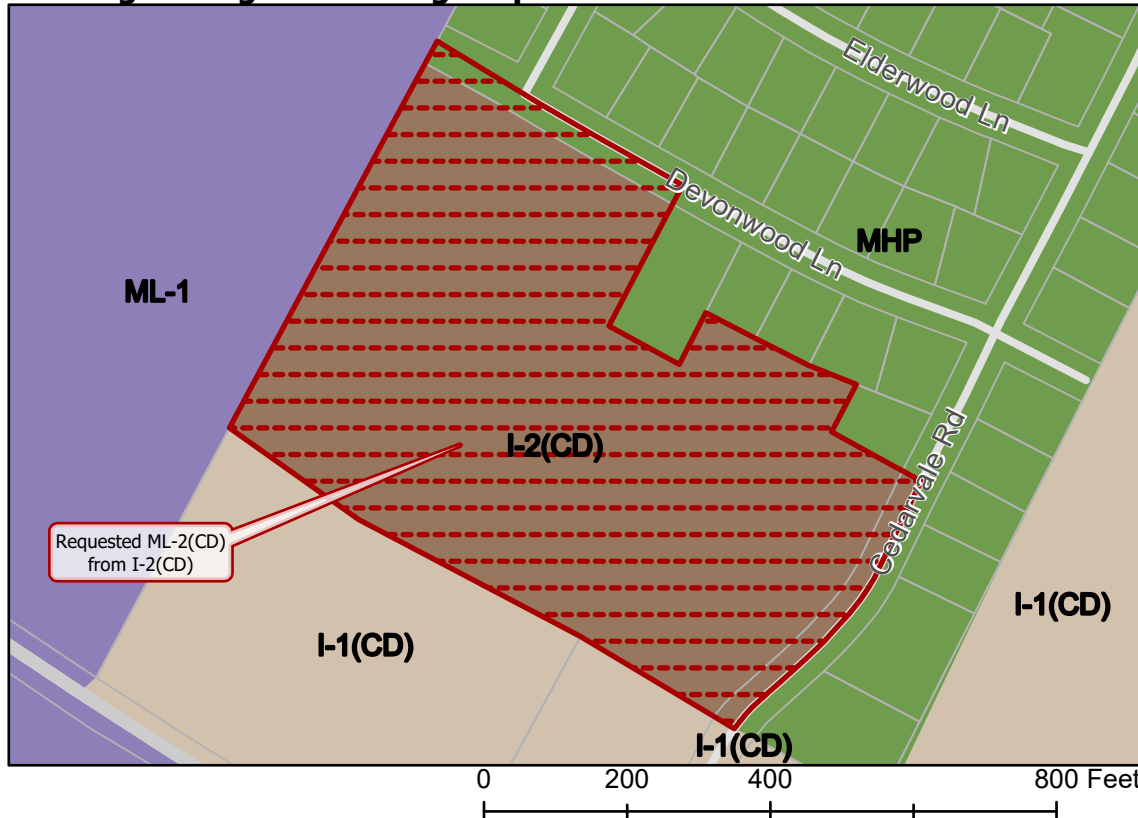 Elderwood Ln
Devonwood Ln
MHP
ML-1
I-2(CD)
Cedarvale Rd
Requested ML-2(CD)
from I-2(CD)
I-1(CD)
I-1(CD)
I-1(CD)
0 200 400 800 Feet